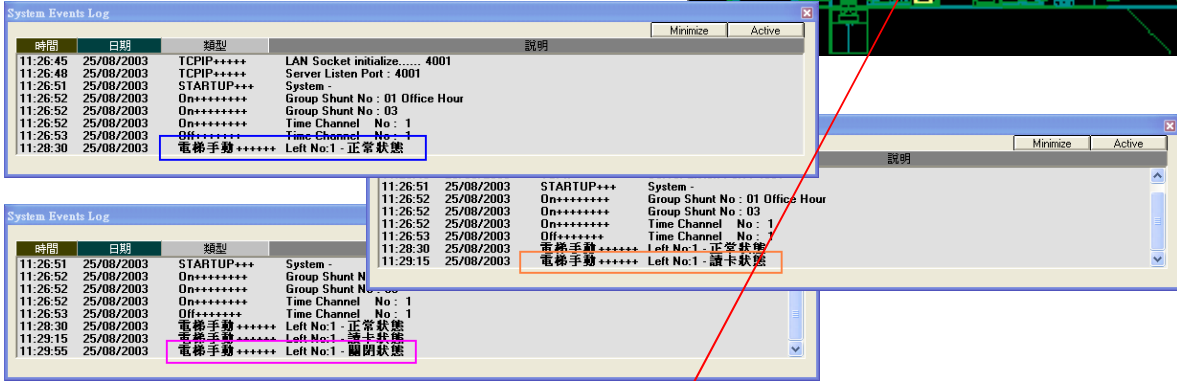 System Events Log
Minimize Active
時間 日期 類型 説明
11:26:45 25/08/2003 TCPIP+++++ LAN Socket initialize...... 4001
11:26:48 25/08/2003 TCPIP+++++ Server Listen Port : 4001
11:26:51 25/08/2003 STARTUP+++ System -
11:26:52 25/08/2003 On++++++++ Group Shunt No : 01 Office Hour
11:26:52 25/08/2003 On++++++++ Group Shunt No : 03
11:26:52 25/08/2003 On++++++++ Time Channel No : 1
11:26:53 25/08/2003 Off+++++++ Time Channel No : 1
11:28:30 25/08/2003 電梯手動++++++ Left No:1 - 正常狀態
Minimize Active
説明
11:26:51 25/08/2003 STARTUP+++ System -
11:26:52 25/08/2003 On++++++++ Group Shunt No : 01 Office Hour
11:26:52 25/08/2003 On++++++++ Group Shunt No : 03
11:26:52 25/08/2003 On++++++++ Time Channel No : 1
11:26:53 25/08/2003 Off+++++++ Time Channel No : 1
11:28:30 25/08/2003 電梯手動++++++ Left No:1 - 正常狀態
11:29:15 25/08/2003 電梯手動++++++ Left No:1 - 讀卡狀態
System Events Log
時間 日期 類型
11:26:51 25/08/2003 STARTUP+++ System -
11:26:52 25/08/2003 On++++++++ Group Shunt N
11:26:52 25/08/2003 On++++++++ Group Shunt N
11:26:52 25/08/2003 On++++++++ Time Channel No : 1
11:26:53 25/08/2003 Off+++++++ Time Channel No : 1
11:28:30 25/08/2003 電梯手動++++++ Left No:1 - 正常狀態
11:29:15 25/08/2003 電梯手動++++++ Left No:1 - 讀卡狀態
11:29:55 25/08/2003 電梯手動++++++ Left No:1 - 關閉狀態